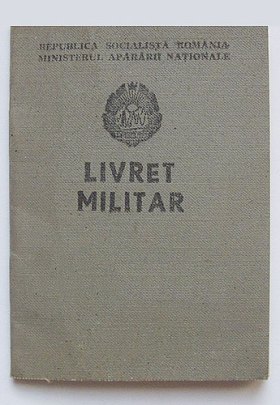 REPUBLICA SOCIALISTĂ ROMÂNIA
MINISTERUL APĂRĂRII NAȚIONALE
LIVRET
MILITAR